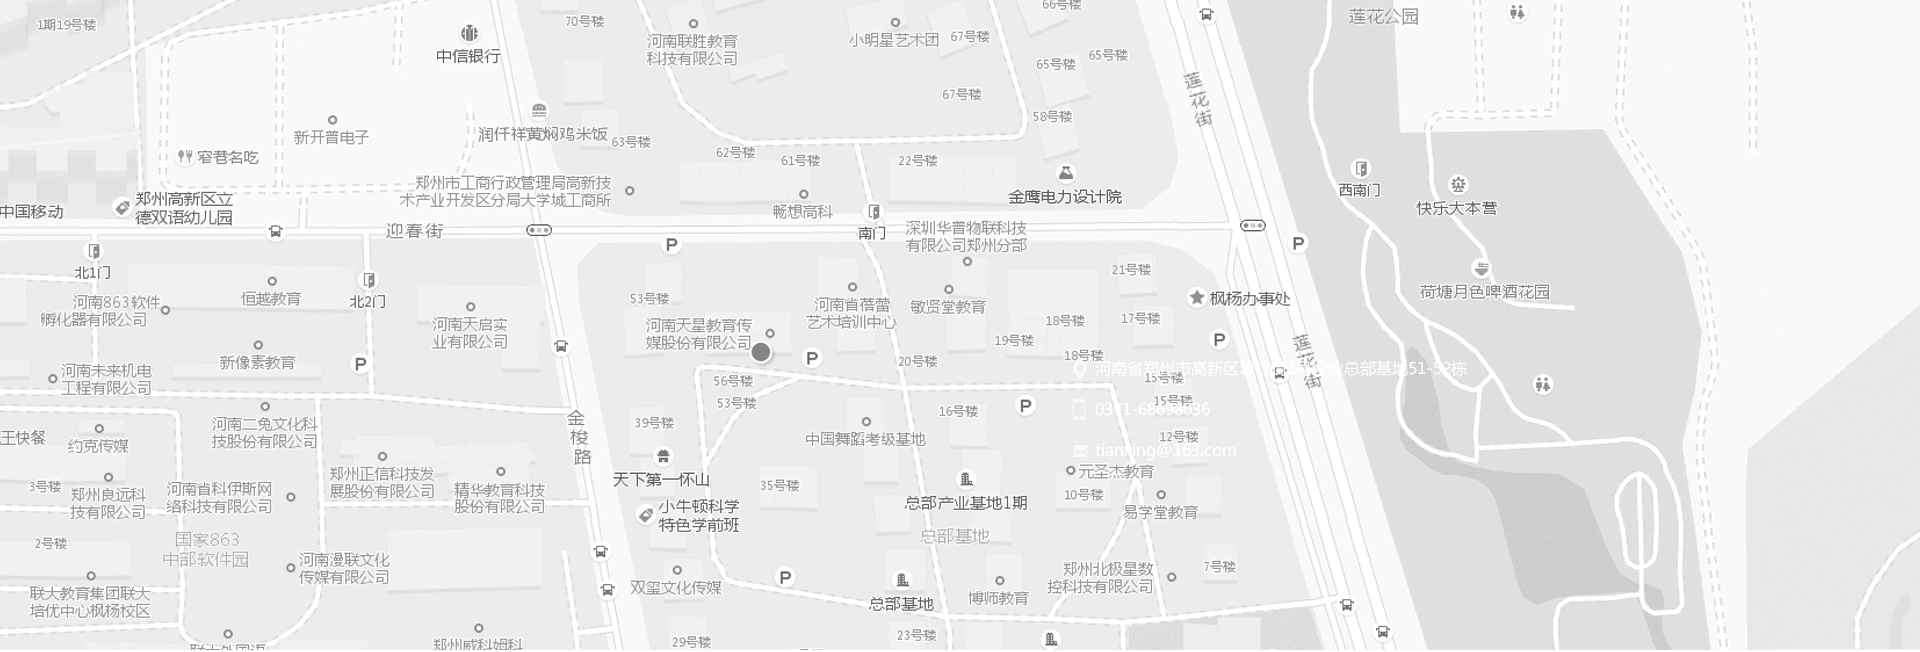 1期19号楼
中信银行
70号楼
河南联胜教育
科技有限公司
小明星艺术团
66号楼
67号楼
65号楼
65号楼
莲花公园
67号楼
58号楼
莲花街
润仟祥黄焖鸡米饭
63号楼
新开普电子
窄巷名吃
62号楼
61号楼
22号楼
郑州市工商行政管理局高新技
术产业开发区分局大学城工商所
金鹰电力设计院
西南门
快乐大本营
郑州高新区立
德双语幼儿园
中国移动
畅想高科
迎春街
南门
深圳华普物联科技
有限公司郑州分部
P
P
北1门
北2门
恒越教育
河南863软件
孵化器有限公司
53号楼
河南省蓓蕾
艺术培训中心
敏贤堂教育
21号楼
枫杨办事处
荷塘月色啤酒花园
河南天启实
业有限公司
河南天星教育传
媒股份有限公司
18号楼
17号楼
19号楼
18号楼
P
莲花街
新像素教育
P
P
20号楼
河南未来机电
工程有限公司
56号楼
53号楼
15号楼
15号楼
河南省郑州市高新区
企业总部基地51-52栋
tianxing@163.com
16号楼
P
12号楼
39号楼
金梭路
河南二兔文化科
技股份有限公司
王快餐
约克传媒
中国舞蹈考级基地
天下第一怀山
元圣杰教育
郑州正信科技发
展股份有限公司
精华教育科技
股份有限公司
35号楼
总部产业基地1期
10号楼
易学堂教育
3号楼
郑州良远科
技有限公司
河南省科伊斯网
络科技有限公司
小牛顿科学
特色学前班
总部基地
国家863
中部软件园
2号楼
河南漫联文化
传媒有限公司
双玺文化传媒
P
总部基地
博师教育
郑州北极星数
控科技有限公司
7号楼
联大教育集团联大
培优中心枫杨校区
29号楼
23号楼
郑州威科姆科